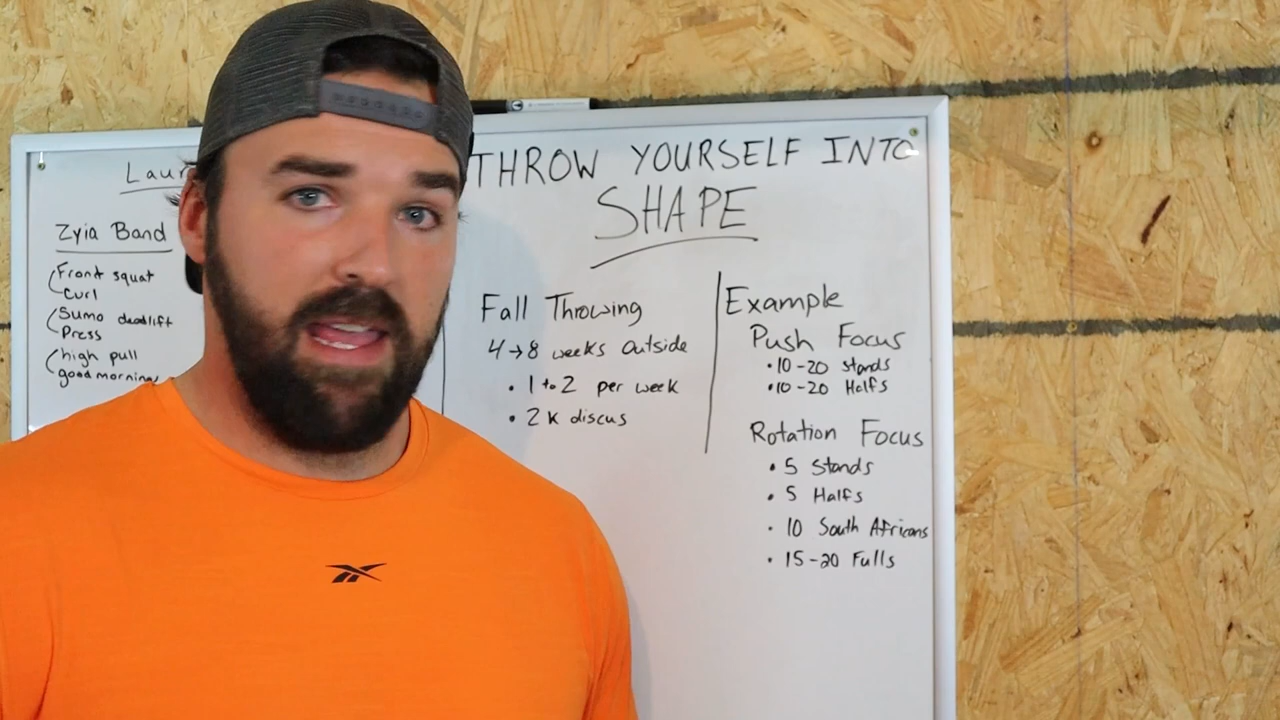 Zyia Band
Front squat
Curl
Sumo deadlift
Press
high pull
good morning
THROW YOURSELF INTO
SHAPE
Fall Throwing
4→8 weeks outside
• 1 to 2 per week
• 2K discus
Example
Push Focus
• 10-20 stands
• 10-20 Halfs
Rotation Focus
• 5 Stands
• 5 Halfs
• 10 South Africans
• 15-20 Fulls